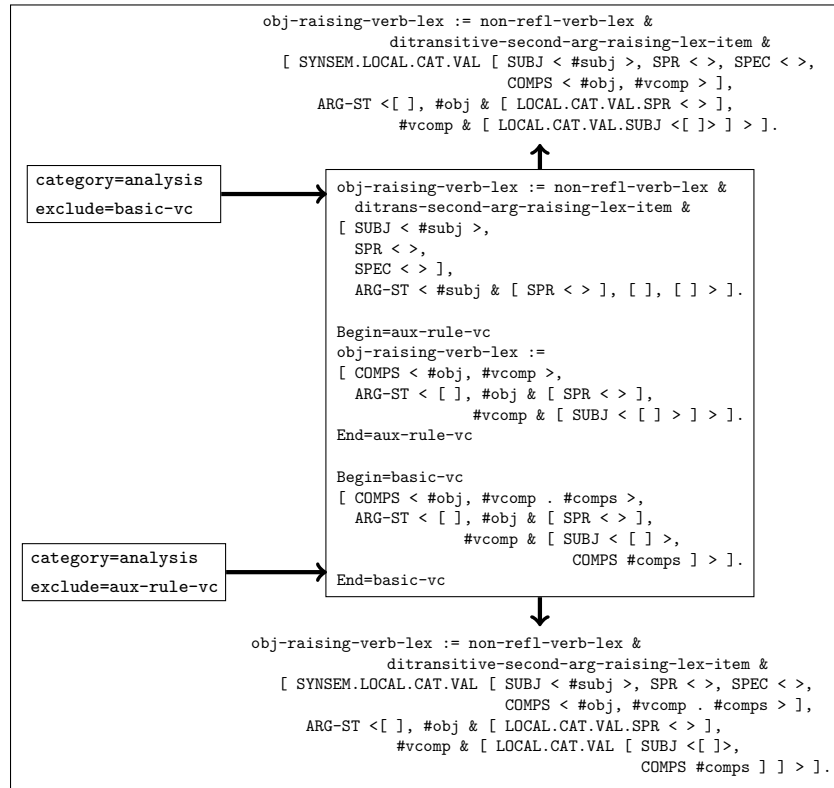 obj-raising-verb-lex := non-refl-verb-lex &
ditransitive-second-arg-raising-lex-item &
[ SYNSEM.LOCAL.CAT.VAL [ SUBJ < #subj >, SPR < >, SPEC < >,
COMPS < #obj, #vcomp > ],
ARG-ST <[ ], #obj & [ LOCAL.CAT.VAL.SPR < > ],
#vcomp & [ LOCAL.CAT.VAL.SUBJ <[ ]> ] > ].
category=analysis
exclude=basic-vc
obj-raising-verb-lex := non-refl-verb-lex &
ditrans-second-arg-raising-lex-item &
[ SUBJ < #subj >,
SPR < >,
SPEC < > ],
ARG-ST < #subj & [ SPR < > ], [ ], [ ] > ].
Begin=aux-rule-vc
obj-raising-verb-lex :=
[ COMPS < #obj, #vcomp >,
ARG-ST < [ ], #obj & [ SPR < > ],
#vcomp & [ SUBJ < [ ] > ] > ].
End=aux-rule-vc
Begin=basic-vc
[ COMPS < #obj, #vcomp . #comps >,
ARG-ST < [ ], #obj & [ SPR < > ],
#vcomp & [ SUBJ < [ ] >,
COMPS #comps ] > ].
End=basic-vc
category=analysis
exclude=aux-rule-vc
obj-raising-verb-lex := non-refl-verb-lex &
ditransitive-second-arg-raising-lex-item &
[ SYNSEM.LOCAL.CAT.VAL [ SUBJ < #subj >, SPR < >, SPEC < >,
COMPS < #obj, #vcomp . #comps > ],
ARG-ST <[ ], #obj & [ LOCAL.CAT.VAL.SPR < > ],
#vcomp & [ LOCAL.CAT.VAL [ SUBJ <[ ]>,
COMPS #comps ] ] > ].